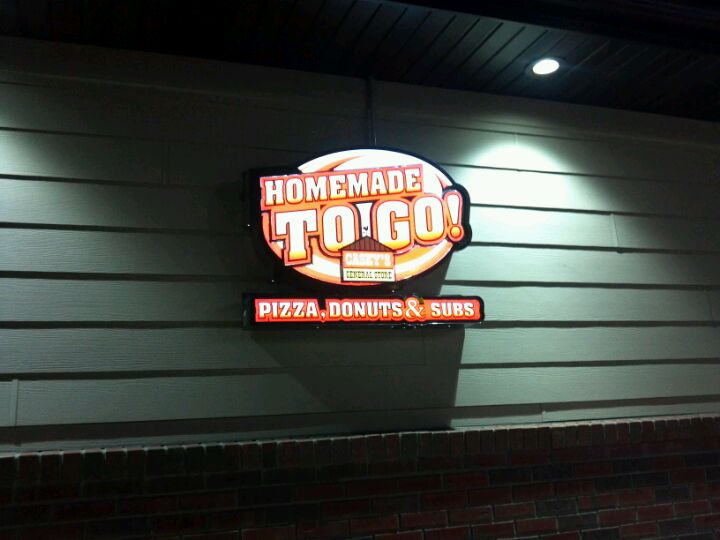 HOMEMADE
TO GO!
CASEY'S
GENERAL STORE
PIZZA, DONUTS & SUBS